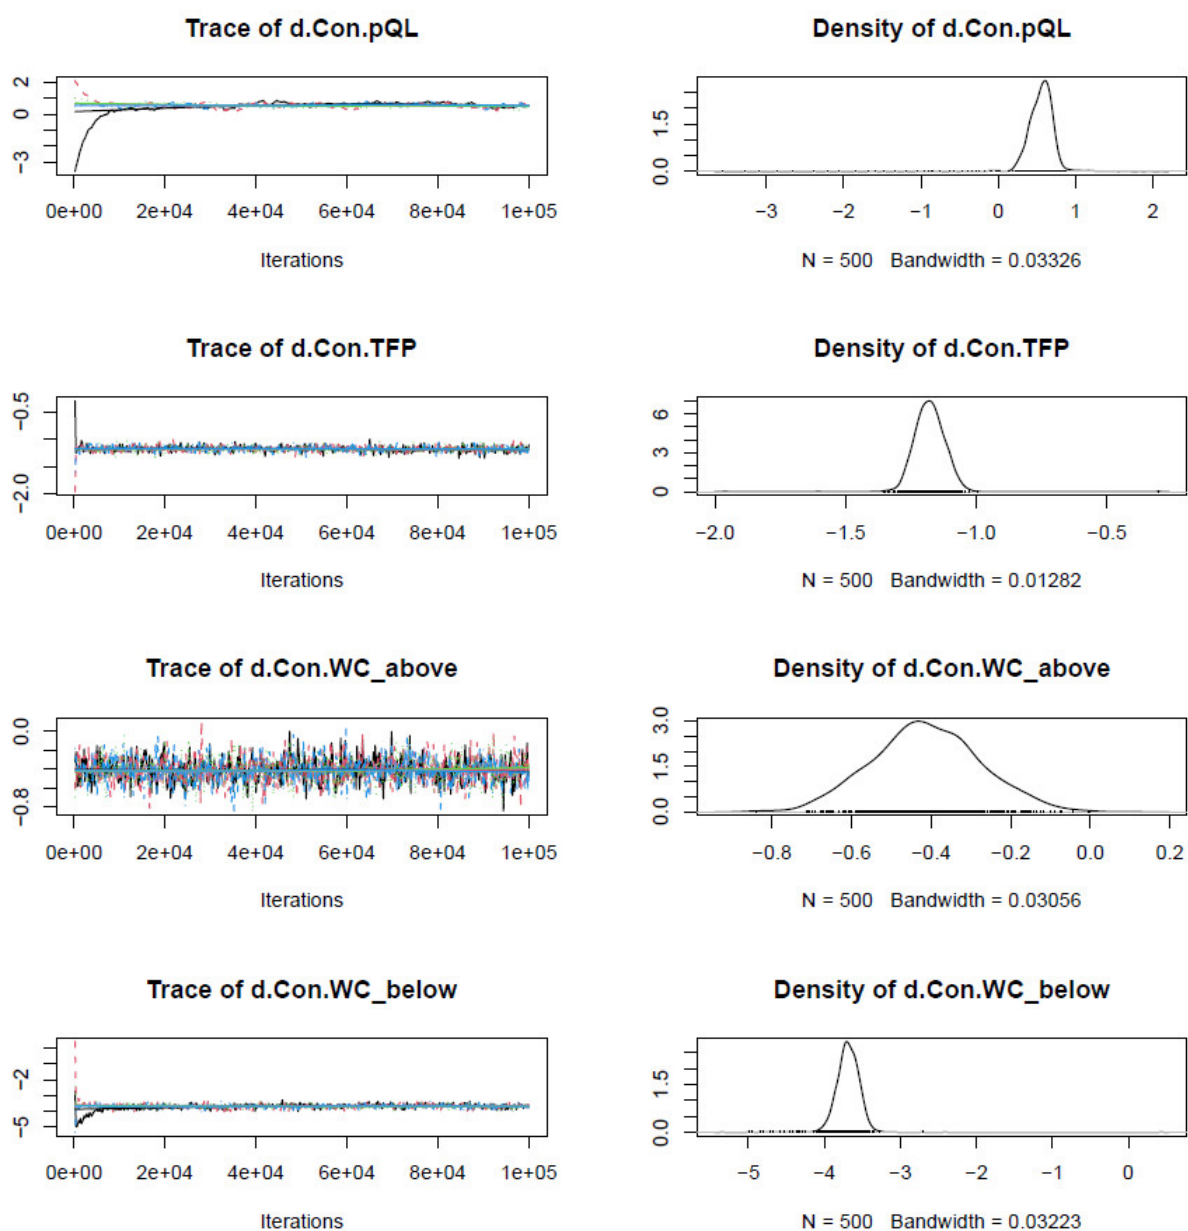 Trace of d.Con.pQL
Density of d.Con.pQL
2
0
−3
0e+00 2e+04 4e+04 6e+04 8e+04 1e+05
Iterations
1.5
0.0
−3 −2 −1 0 1 2
N = 500 Bandwidth = 0.03326
Trace of d.Con.TFP
Density of d.Con.TFP
−0.5
−2.0
0e+00 2e+04 4e+04 6e+04 8e+04 1e+05
Iterations
6
3
0
−2.0 −1.5 −1.0 −0.5
N = 500 Bandwidth = 0.01282
Trace of d.Con.WC_above
Density of d.Con.WC_above
0.0
−0.8
0e+00 2e+04 4e+04 6e+04 8e+04 1e+05
Iterations
3.0
1.5
0.0
−0.8 −0.6 −0.4 −0.2 0.0 0.2
N = 500 Bandwidth = 0.03056
Trace of d.Con.WC_below
Density of d.Con.WC_below
−2
−5
0e+00 2e+04 4e+04 6e+04 8e+04 1e+05
Iterations
1.5
0.0
−5 −4 −3 −2 −1 0
N = 500 Bandwidth = 0.03223